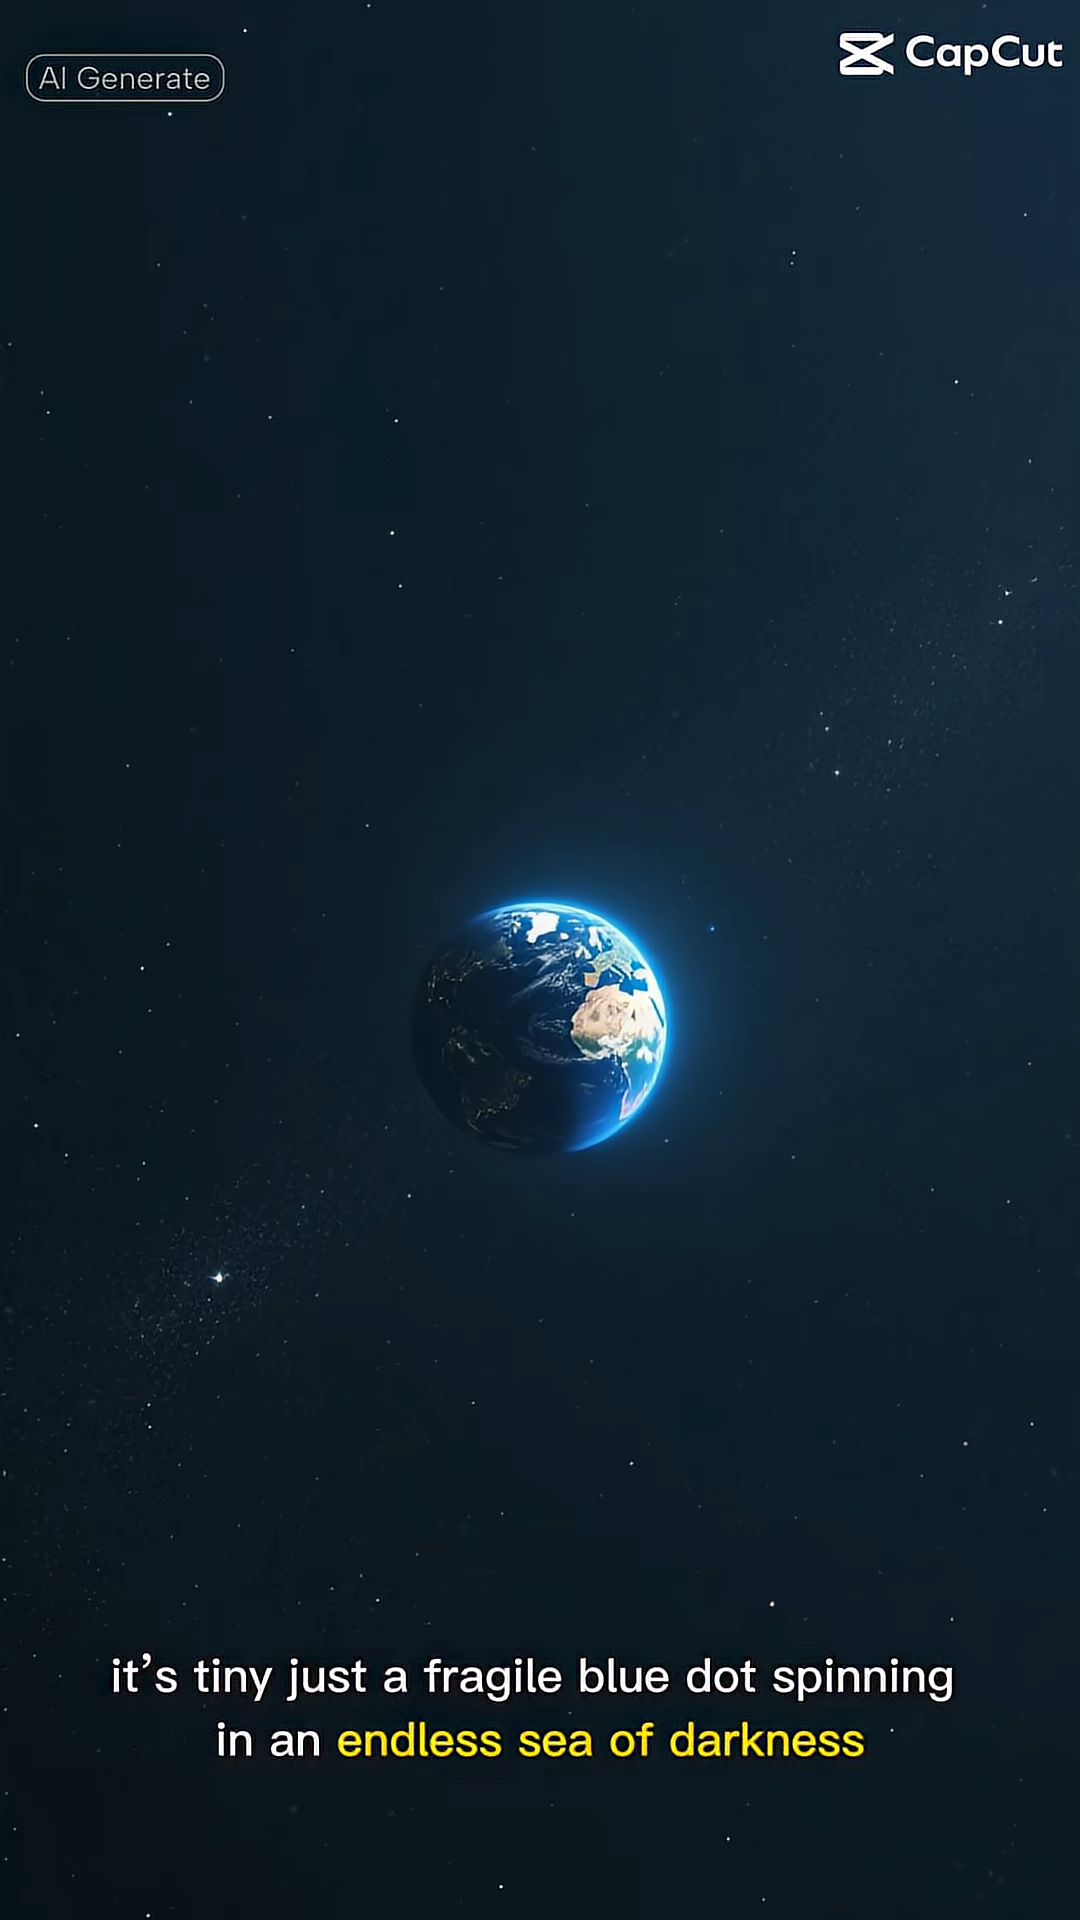 AI Generate
CapCut
it's tiny just a fragile blue dot spinning
in an endless sea of darkness